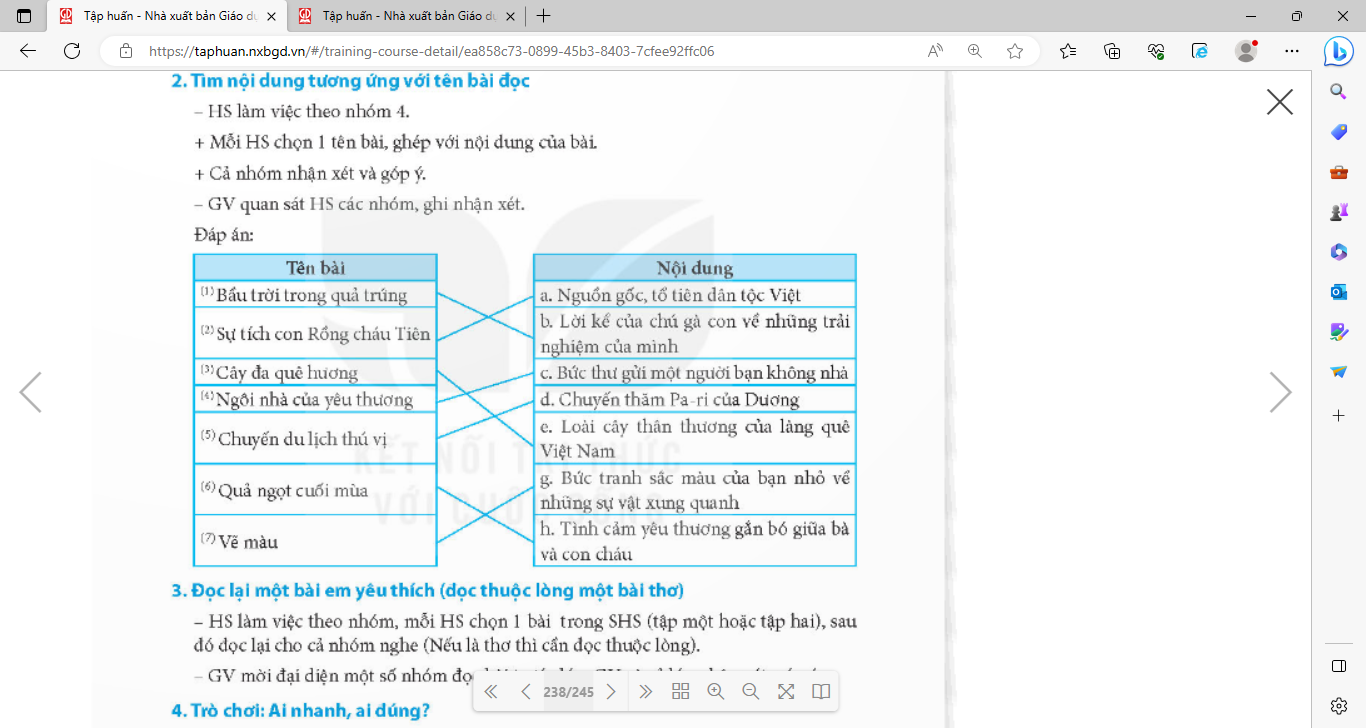 Tập huấn - Nhà xuất bản Giáo dụ
Tập huấn - Nhà xuất bản Giáo dụ
https://taphuan.nxbgd.vn/#/training-course-detail/ea858c73-0899-45b3-8403-7cfee92ffc06
2. Tìm nội dung tương ứng với tên bài đọc
– HS làm việc theo nhóm 4.
+ Mỗi HS chọn 1 tên bài, ghép với nội dung của bài.
+ Cả nhóm nhận xét và góp ý.
– GV quan sát HS các nhóm, ghi nhận xét.
Đáp án:
Tên bài
(1) Bầu trời trong quả trứng
(2) Sự tích con Rồng cháu Tiên
(3) Cây đa quê hương
(4) Ngôi nhà của yêu thương
(5) Chuyến du lịch thú vị
(6) Quả ngọt cuối mùa
(7) Vẽ màu
Nội dung
a. Nguồn gốc, tổ tiên dân tộc Việt
b. Lời kể của chú gà con về những trải
nghiệm của mình
c. Bức thư gửi một người bạn không nhà
d. Chuyến thăm Pa-ri của Dương
e. Loài cây thân thương của làng quê
Việt Nam
g. Bức tranh sắc màu của bạn nhỏ về
những sự vật xung quanh
h. Tình cảm yêu thương gắn bó giữa bà
và con cháu
KẾT NỐI TRI THỨC
VỚI CUỘC SỐNG
3. Đọc lại một bài em yêu thích (đọc thuộc lòng một bài thơ)
– HS làm việc theo nhóm, mỗi HS chọn 1 bài trong SHS (tập một hoặc tập hai), sau
đó đọc lại cho cả nhóm nghe (Nếu là thơ thì cần đọc thuộc lòng).
– GV mời đại diện một số nhóm đọ
238/245
4. Trò chơi: Ai nhanh, ai đúng?